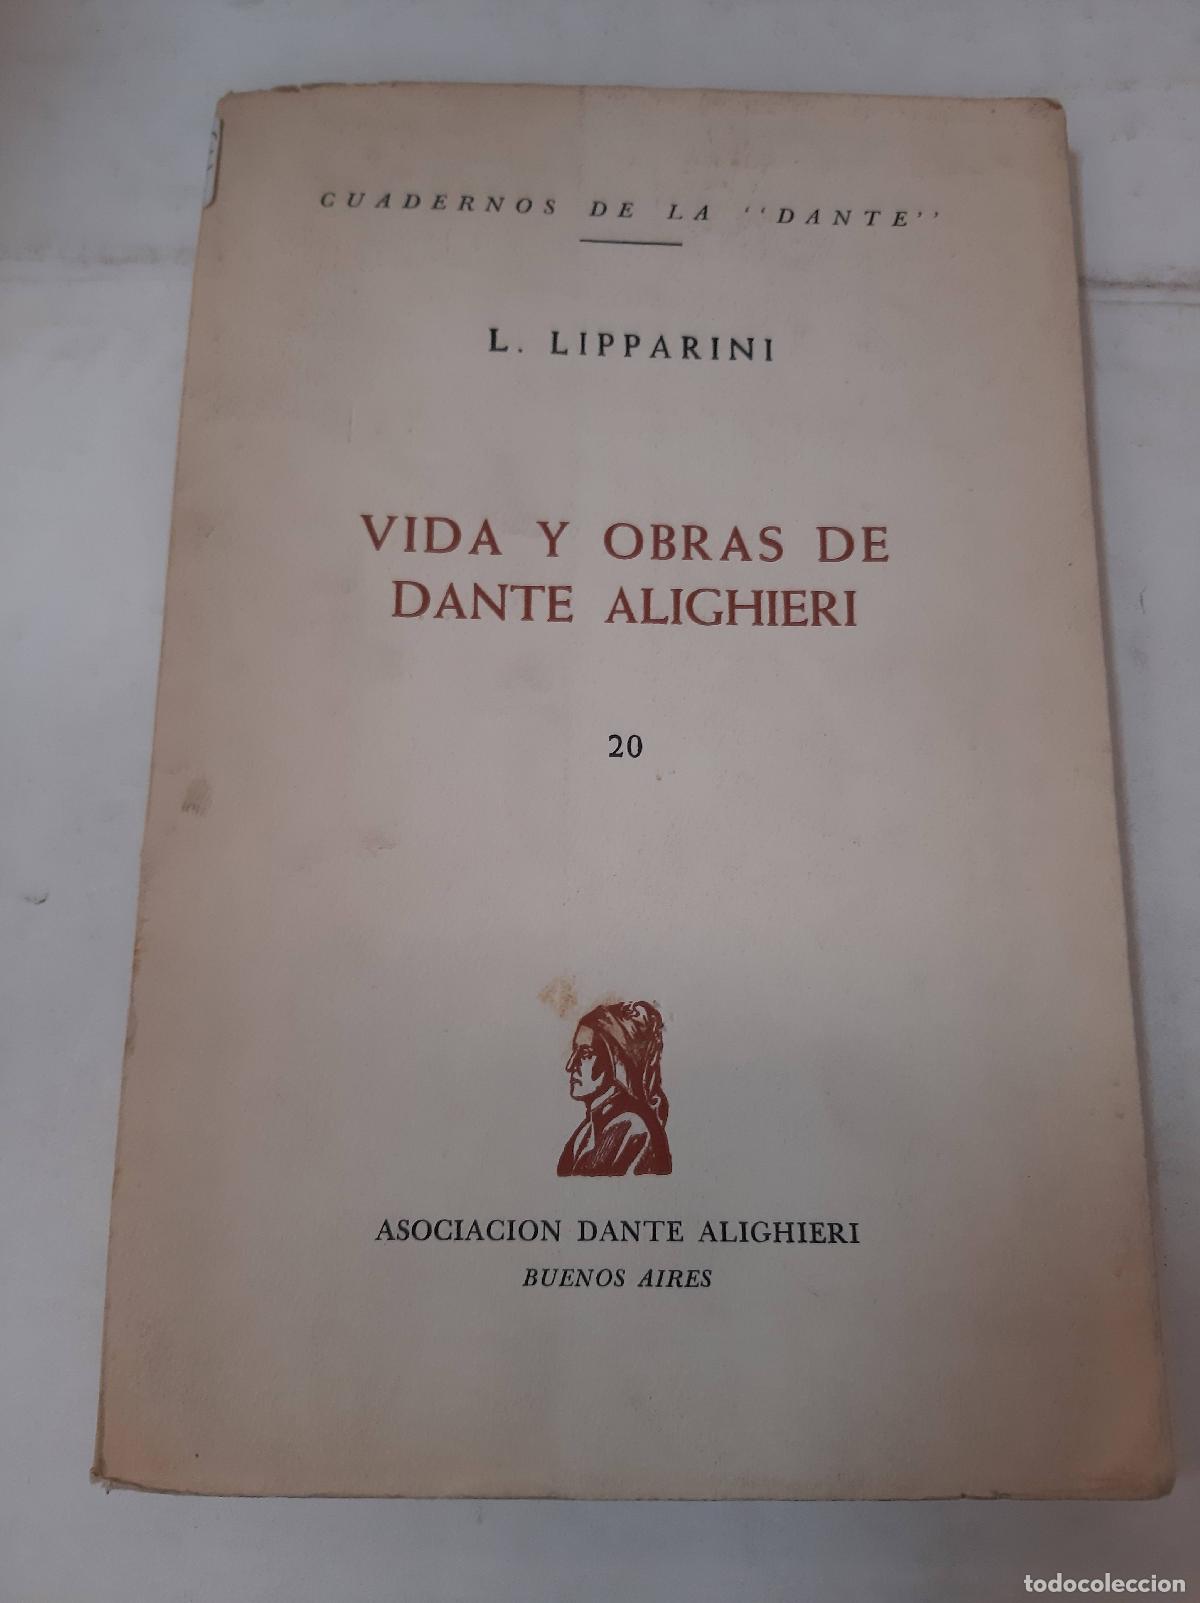 CUADERNOS DE LA ‘‘DANTE’’
L. LIPPARINI
VIDA Y OBRAS DE
DANTE ALIGHIERI
20
ASOCIACION DANTE ALIGHIERI
BUENOS AIRES
todocoleccion